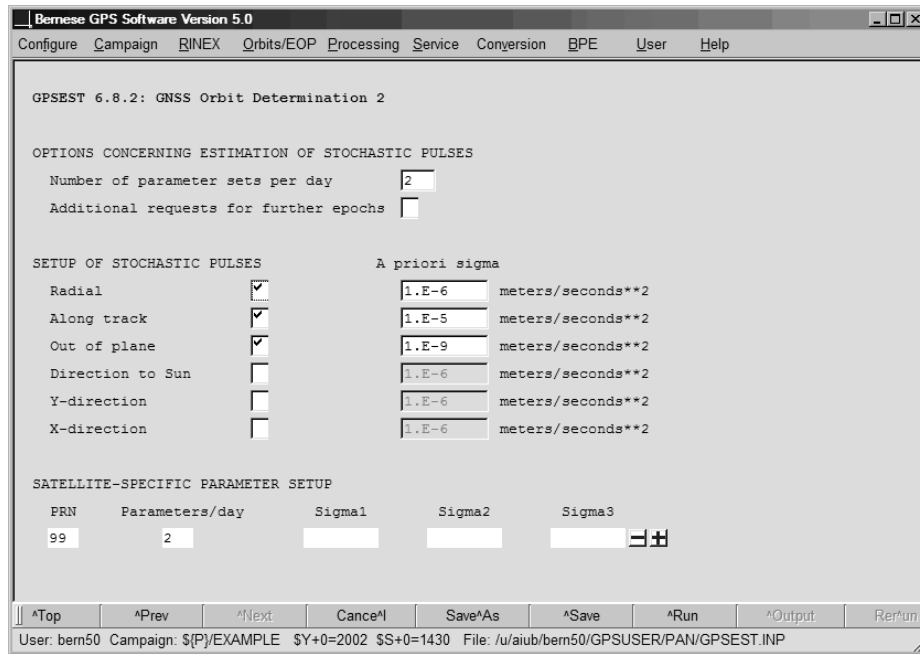 Bernese GPS Software Version 5.0
Configure Campaign RINEX Orbits/EOP Processing Service Conversion BPE User Help
GPSEST 6.8.2: GNSS Orbit Determination 2
OPTIONS CONCERNING ESTIMATION OF STOCHASTIC PULSES
Number of parameter sets per day 2
Additional requests for further epochs
SETUP OF STOCHASTIC PULSES A priori sigma
Radial 1.E-6 meters/seconds**2
Along track 1.E-5 meters/seconds**2
Out of plane 1.E-9 meters/seconds**2
Direction to Sun 1.E-6 meters/seconds**2
Y-direction 1.E-6 meters/seconds**2
X-direction 1.E-6 meters/seconds**2
SATELLITE-SPECIFIC PARAMETER SETUP
PRN Parameters/day Sigma1 Sigma2 Sigma3
99 2
^Top ^Prev ^Next Cance^l Save^As ^Save ^Run ^Output Rer^un
User: bern50 Campaign: ${P}/EXAMPLE $Y+0=2002 $S+0=1430 File: /u/aiub/bern50/GPSUSER/PAN/GPSEST.INP